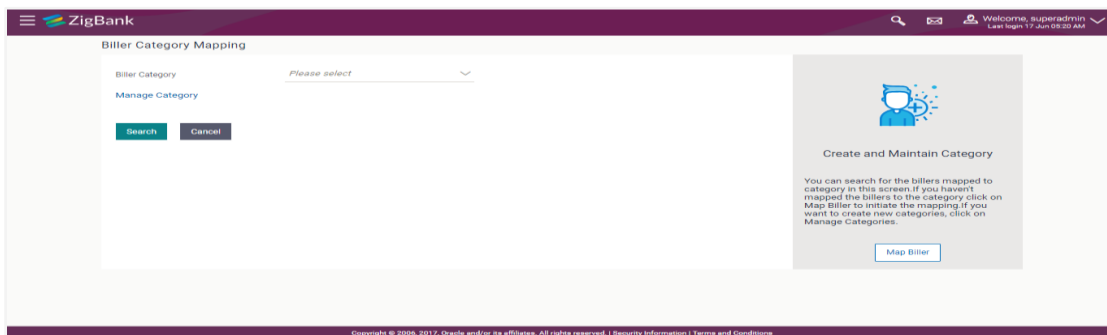 ZigBank
Welcome, superadmin
Last login 17 Jun 05:20 AM
Biller Category Mapping
Biller Category
Please select
Manage Category
Search
Cancel
Create and Maintain Category
You can search for the billers mapped to
category in this screen.If you haven't
mapped the billers to the category click on
Map Biller to initiate the mapping.If you
want to create new categories, click on
Manage Categories.
Map Biller
Copyright © 2006, 2017, Oracle and/or its affiliates. All rights reserved. | Security Information | Terms and Conditions